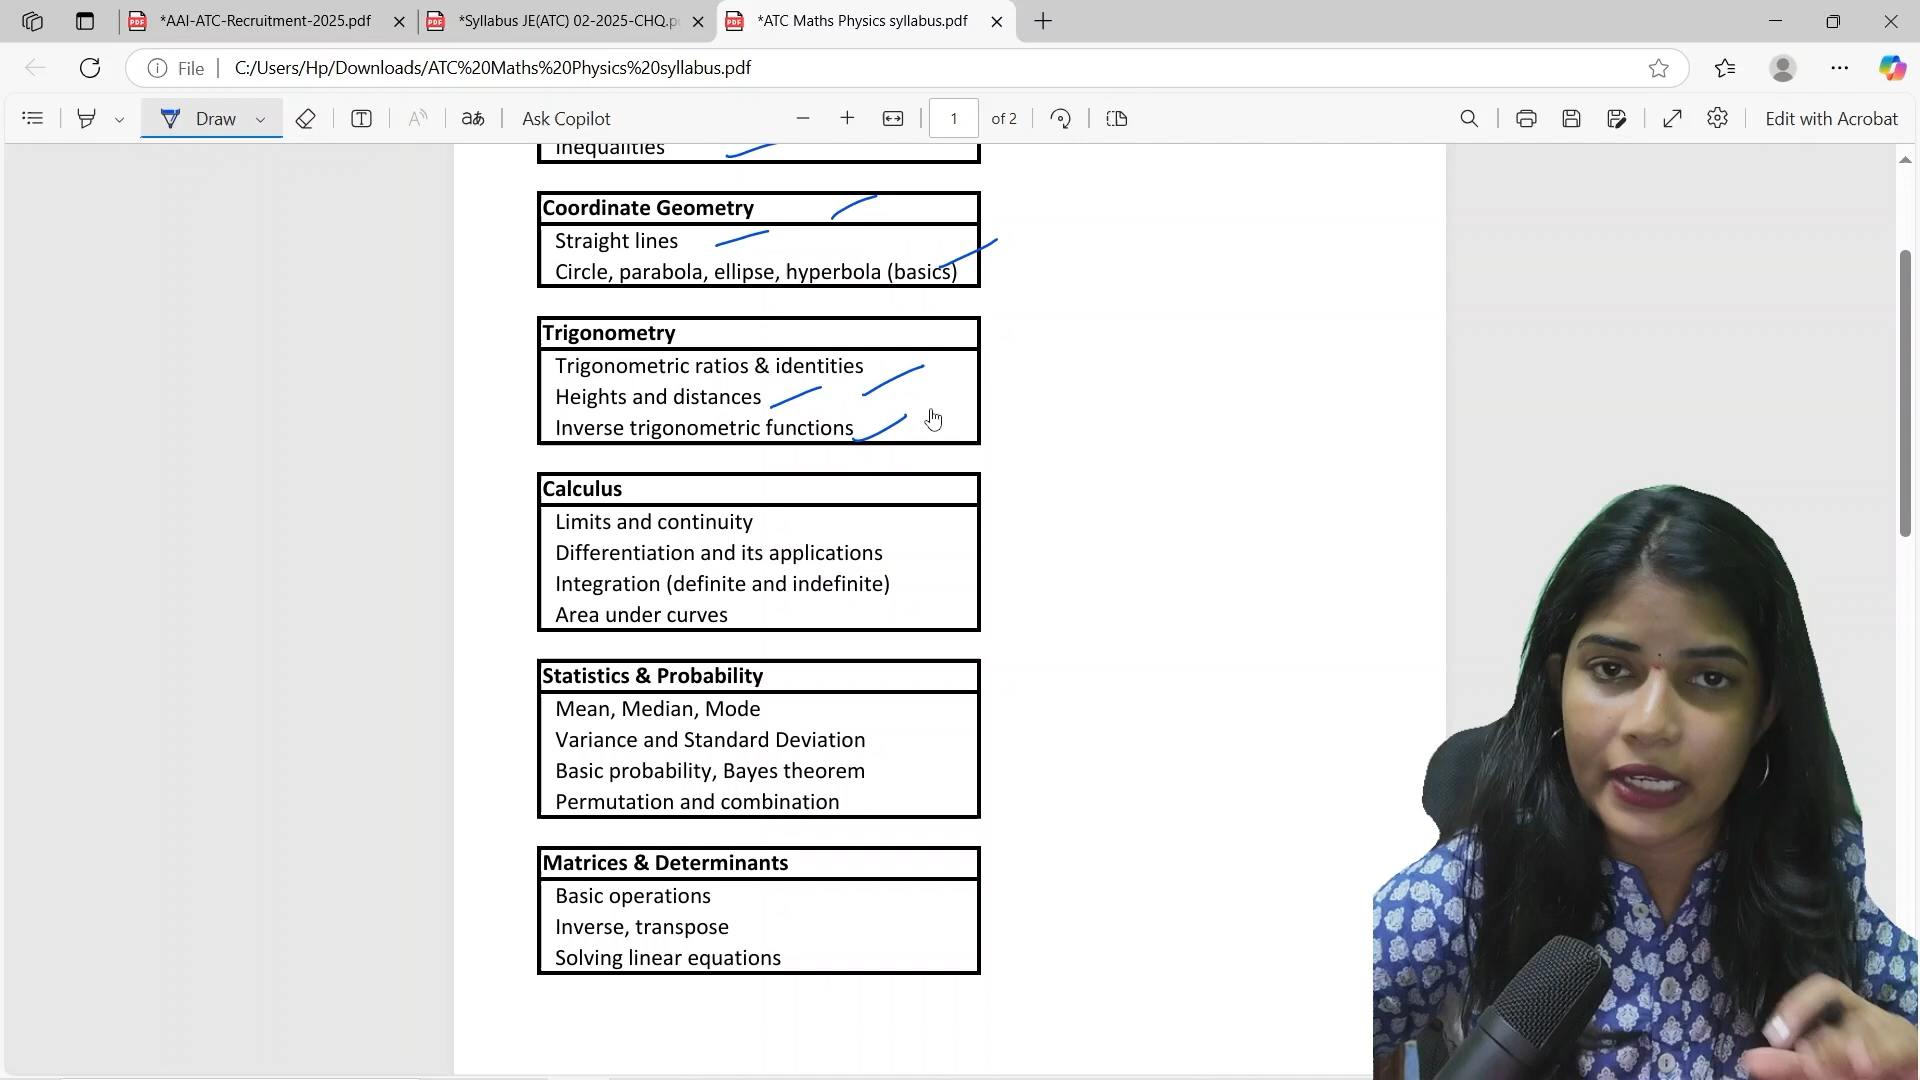 *AAI-ATC-Recruitment-2025.pdf
*Syllabus JE(ATC) 02-2025-CHQ.p
*ATC Maths Physics syllabus.pdf
File
C:/Users/Hp/Downloads/ATC%20Maths%20Physics%20syllabus.pdf
Draw
Ask Copilot
1 of 2
Edit with Acrobat
Inequalities
Coordinate Geometry
Straight lines
Circle, parabola, ellipse, hyperbola (basics)
Trigonometry
Trigonometric ratios & identities
Heights and distances
Inverse trigonometric functions
Calculus
Limits and continuity
Differentiation and its applications
Integration (definite and indefinite)
Area under curves
Statistics & Probability
Mean, Median, Mode
Variance and Standard Deviation
Basic probability, Bayes theorem
Permutation and combination
Matrices & Determinants
Basic operations
Inverse, transpose
Solving linear equations